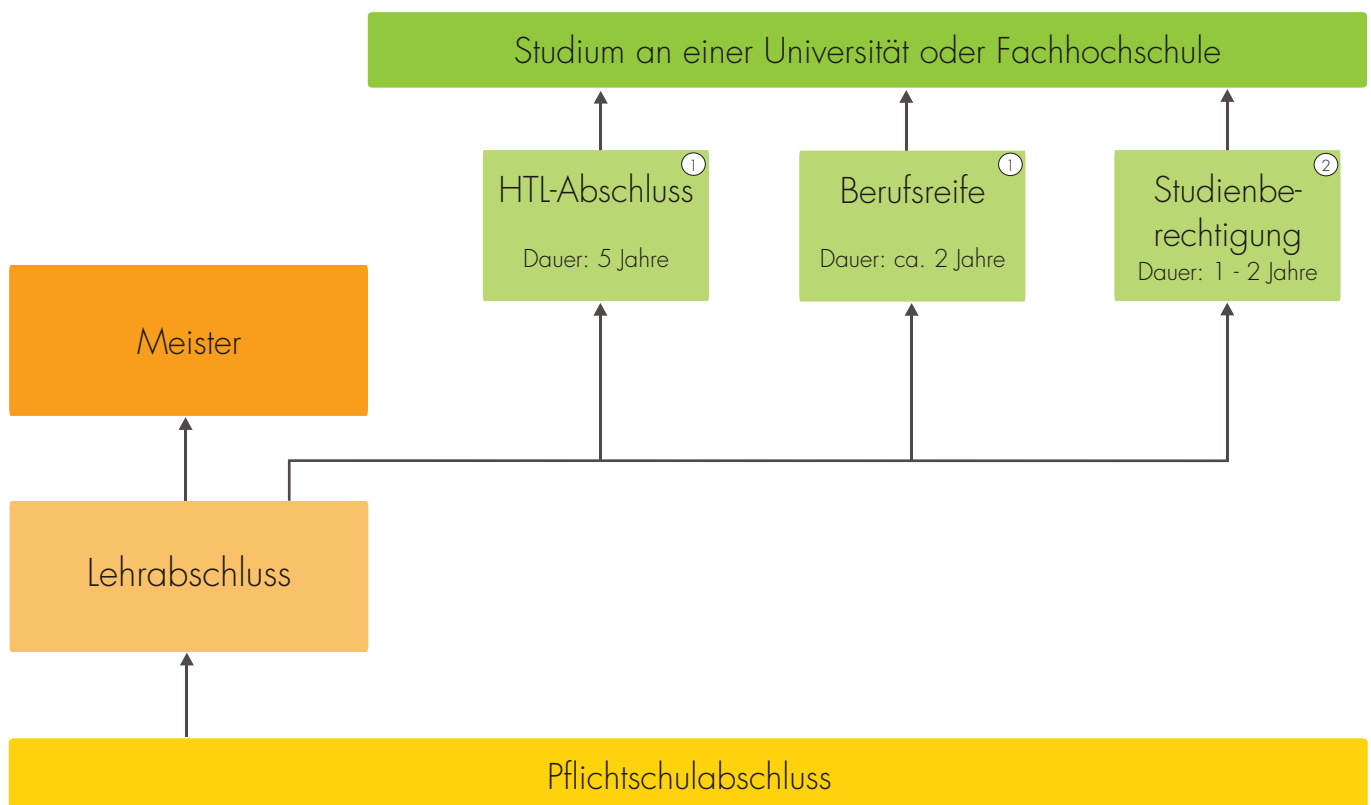 Studium an einer Universität oder Fachhochschule
1
HTL-Abschluss
Dauer: 5 Jahre
1
Berufsreife
Dauer: ca. 2 Jahre
2
Studienbe-
rechtigung
Dauer: 1 - 2 Jahre
Meister
Lehrabschluss
Pflichtschulabschluss